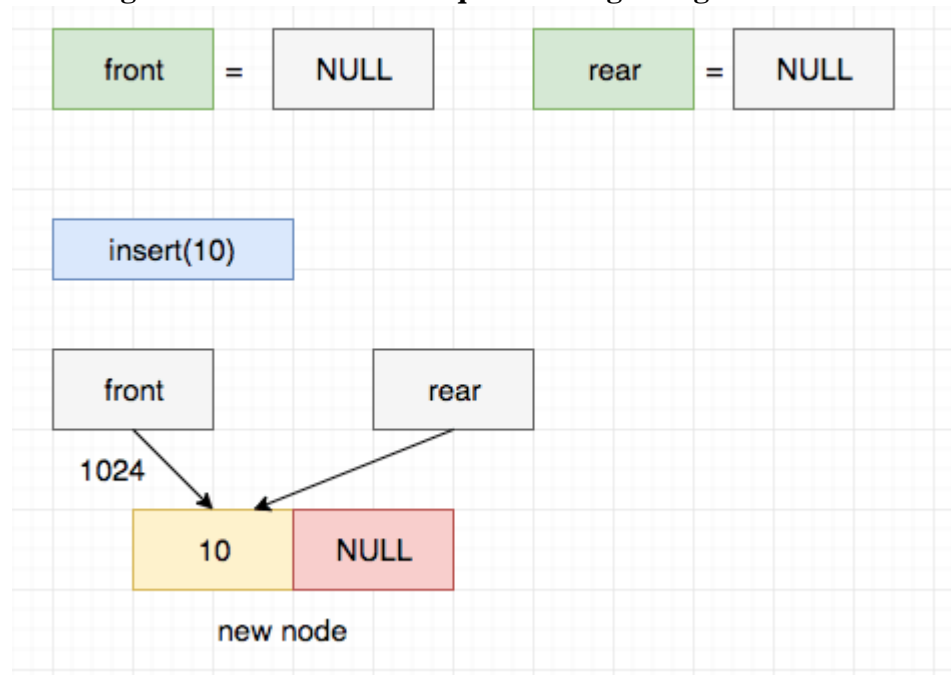 front = NULL rear = NULL
insert(10)
front rear
1024
10 NULL
new node